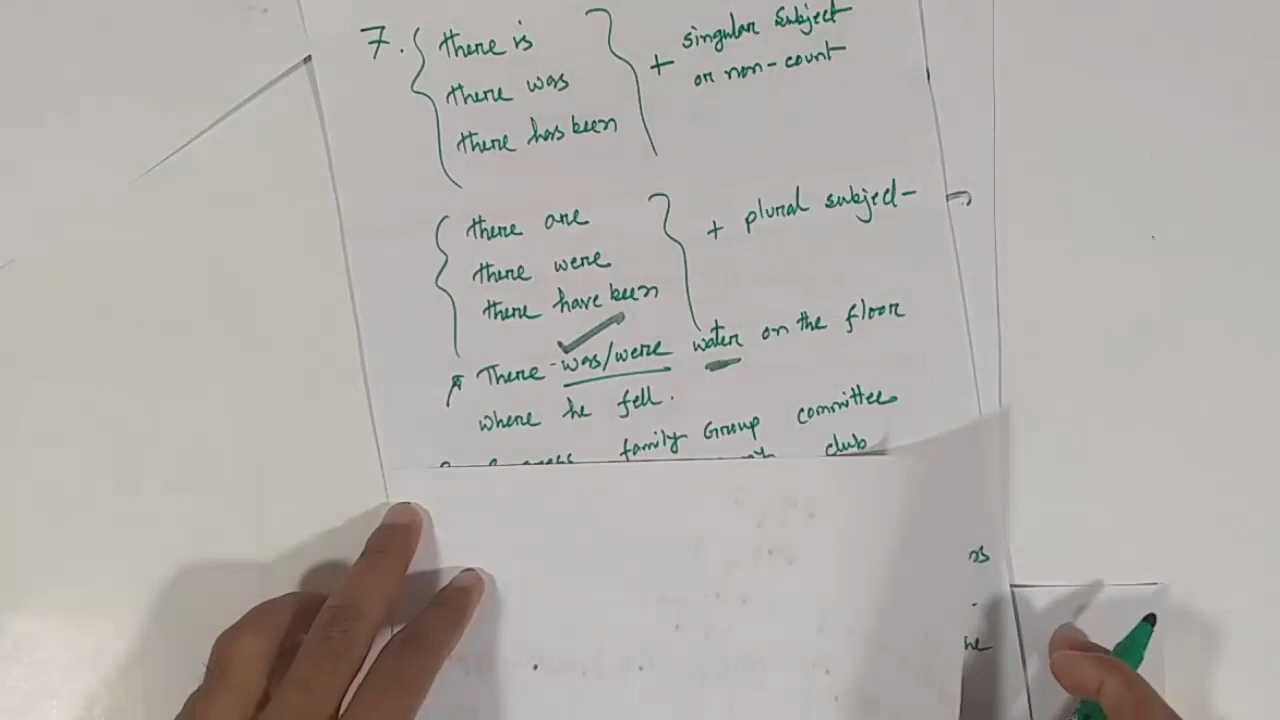 7. there is
there was
there has been
+ singular subject
or non-count
there are
there were
there have been
+ plural subject
There was/were water on the floor
where he fell.
family Group committee
club